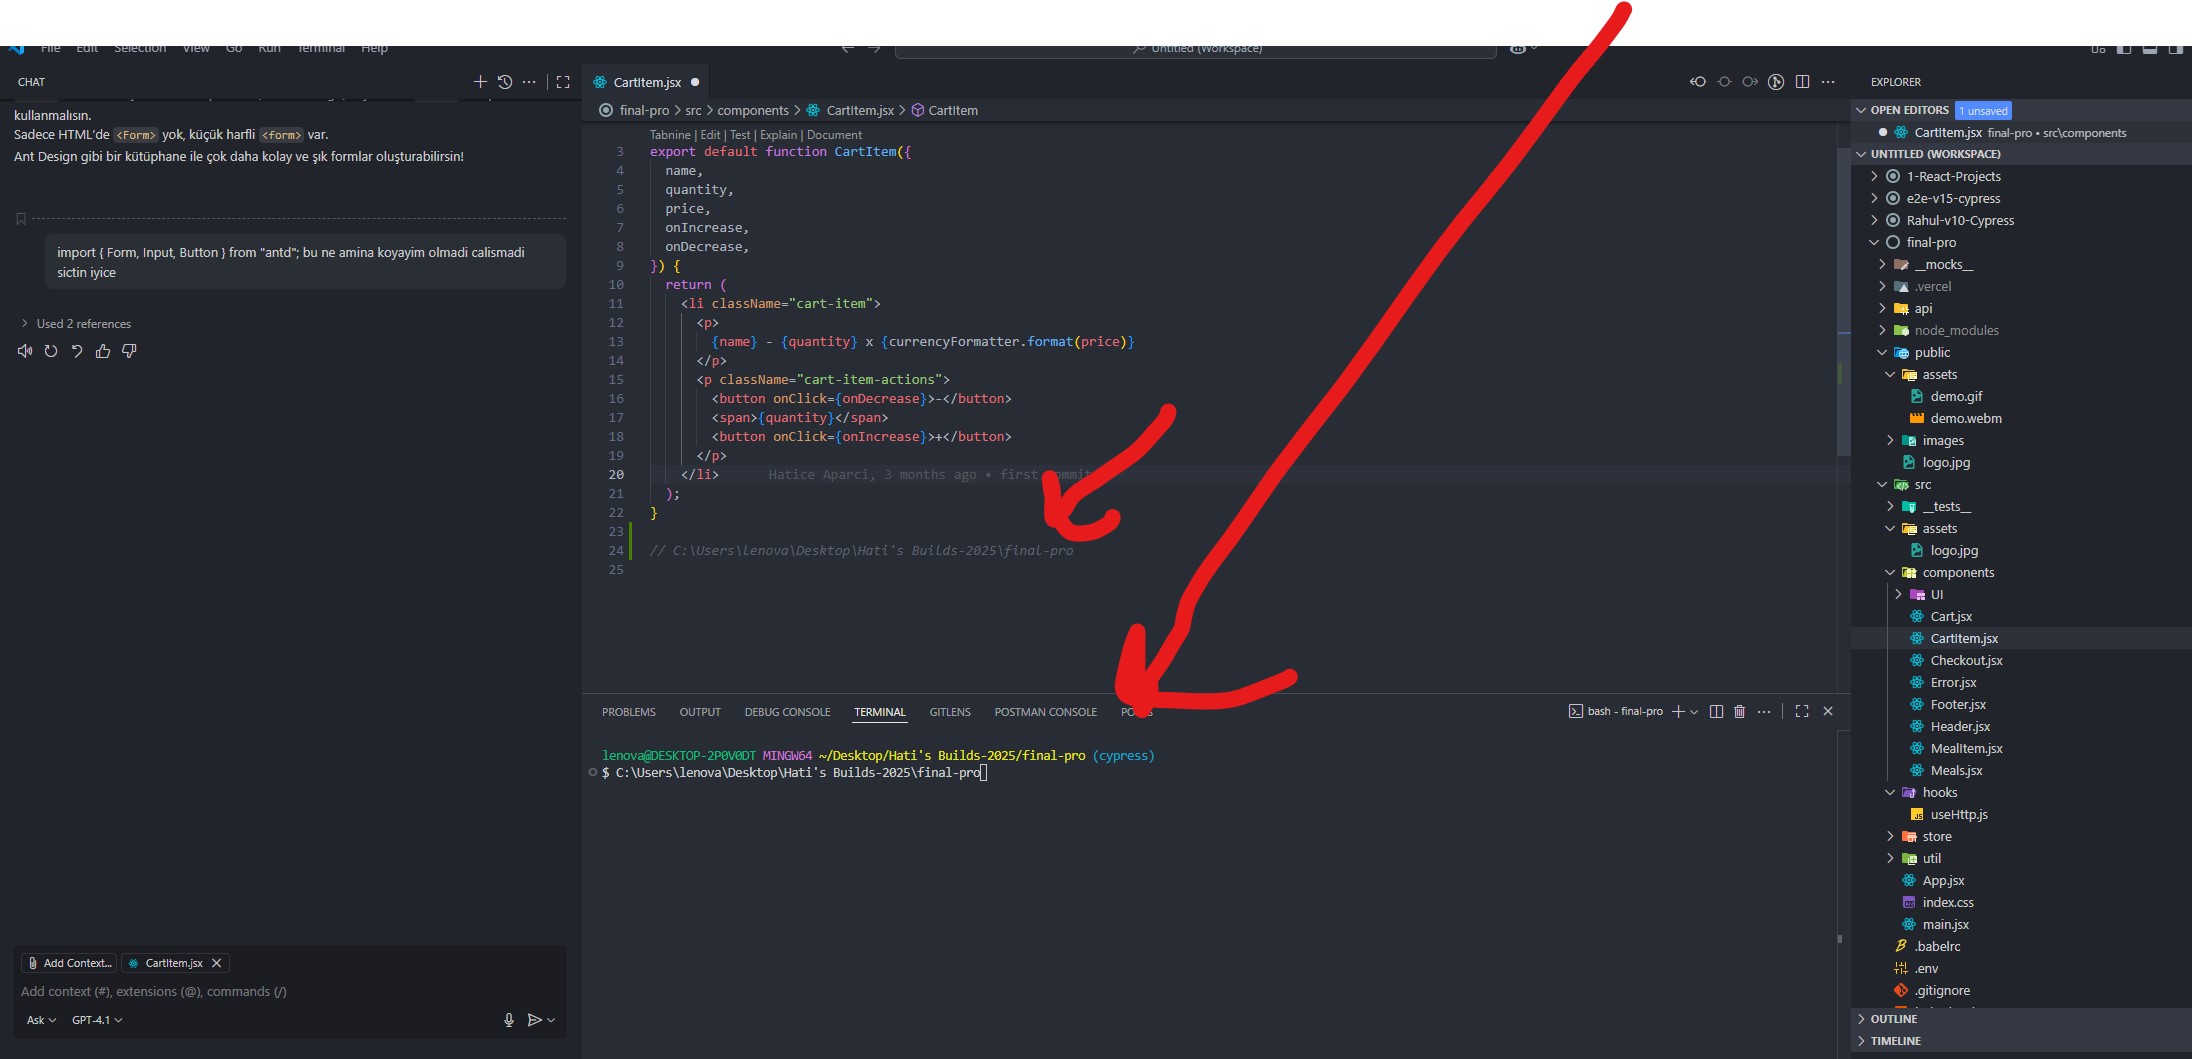 File Edit Selection View Go Run Terminal Help
Untitled (Workspace)
CHAT
kullanmalısın.
Sadece HTML'de <Form> yok, küçük harfli <form> var.
Ant Design gibi bir kütüphane ile çok daha kolay ve şık formlar oluşturabilirsin!
import { Form, Input, Button } from "antd"; bu ne amina koyayim olmadi calismadi
sictin iyice
Used 2 references
Add Context...
CartItem.jsx
Add context (#), extensions (@), commands (/)
Ask
GPT-4.1
CartItem.jsx
final-pro > src > components > CartItem.jsx > CartItem
Tabnine | Edit | Test | Explain | Document
3 export default function CartItem({
4 name,
5 quantity,
6 price,
7 onIncrease,
8 onDecrease,
9 }) {
10 return (
11 <li className="cart-item">
12 <p>
13 {name} - {quantity} x {currencyFormatter.format(price)}
14 </p>
15 <p className="cart-item-actions">
16 <button onClick={onDecrease}>-</button>
17 <span>{quantity}</span>
18 <button onClick={onIncrease}>+</button>
19 </p>
20 </li> Hatice Aparci, 3 months ago • first commit
21 );
22 }
23
24 // C:\Users\lenova\Desktop\Hati's Builds-2025\final-pro
25
PROBLEMS OUTPUT DEBUG CONSOLE TERMINAL GITLENS POSTMAN CONSOLE
bash - final-pro
lenova@DESKTOP-2P0V0DT MINGW64 ~/Desktop/Hati's Builds-2025/final-pro (cypress)
$ C:\Users\lenova\Desktop\Hati's Builds-2025\final-pro
EXPLORER
OPEN EDITORS 1 unsaved
CartItem.jsx final-pro • src\components
UNTITLED (WORKSPACE)
1-React-Projects
e2e-v15-cypress
Rahul-v10-Cypress
final-pro
__mocks__
.vercel
api
node_modules
public
assets
demo.gif
demo.webm
images
logo.jpg
src
__tests__
assets
logo.jpg
components
UI
Cart.jsx
CartItem.jsx
Checkout.jsx
Error.jsx
Footer.jsx
Header.jsx
MealItem.jsx
Meals.jsx
hooks
useHttp.js
store
util
App.jsx
index.css
main.jsx
.babelrc
.env
.gitignore
OUTLINE
TIMELINE